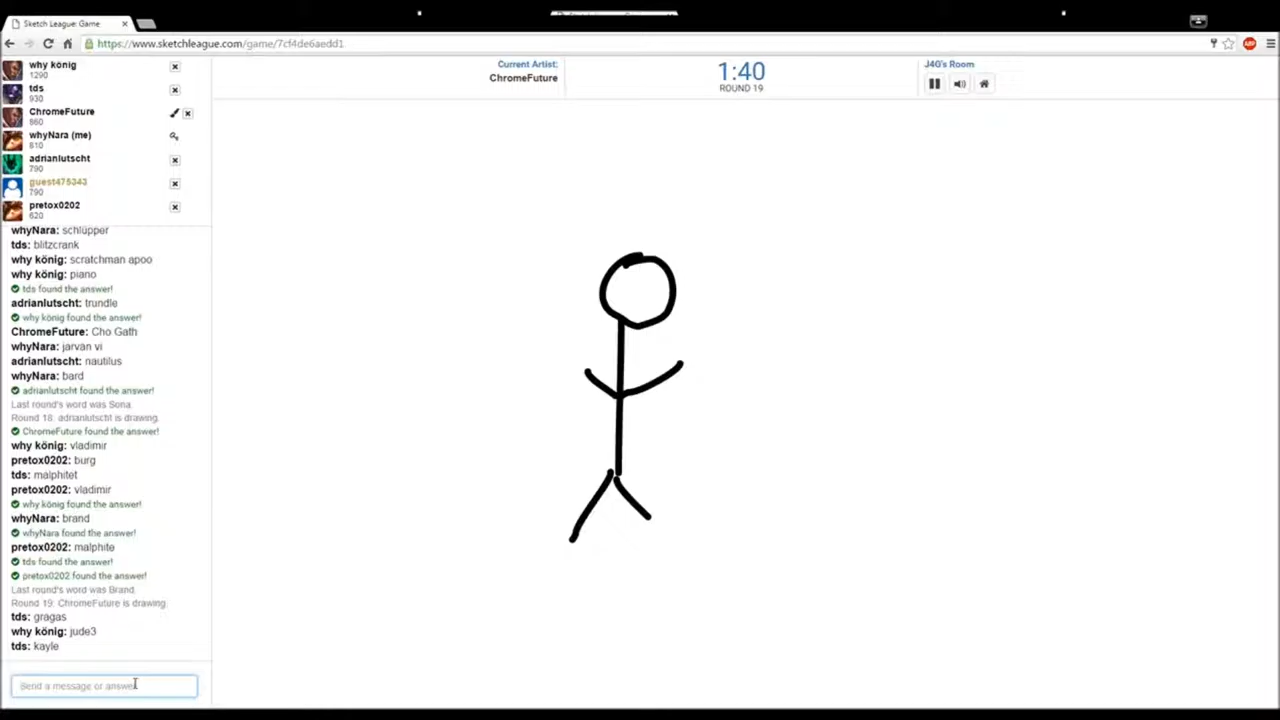 Sketch League: Game
https://www.sketchleague.com/game/7cf4de6aedd1
why könig
1290
tds
930
ChromeFuture
860
whyNara (me)
810
adrianlutscht
790
guest475343
790
pretox0202
620
Current Artist:
ChromeFuture
1:40
ROUND 19
J4G's Room
whyNara: schlüpper
tds: blitzcrank
why könig: scratchman apoo
why könig: piano
tds found the answer!
adrianlutscht: trundle
why könig found the answer!
ChromeFuture: Cho Gath
whyNara: jarvan vi
adrianlutscht: nautilus
whyNara: bard
adrianlutscht found the answer!
Last round's word was Sona.
Round 18: adrianlutscht is drawing.
ChromeFuture found the answer!
why könig: vladimir
pretox0202: burg
tds: malphitet
pretox0202: vladimir
why könig found the answer!
whyNara: brand
whyNara found the answer!
pretox0202: malphite
tds found the answer!
pretox0202 found the answer!
Last round's word was Brand.
Round 19: ChromeFuture is drawing.
tds: gragas
why könig: jude3
tds: kayle
Send a message or answer
ABP